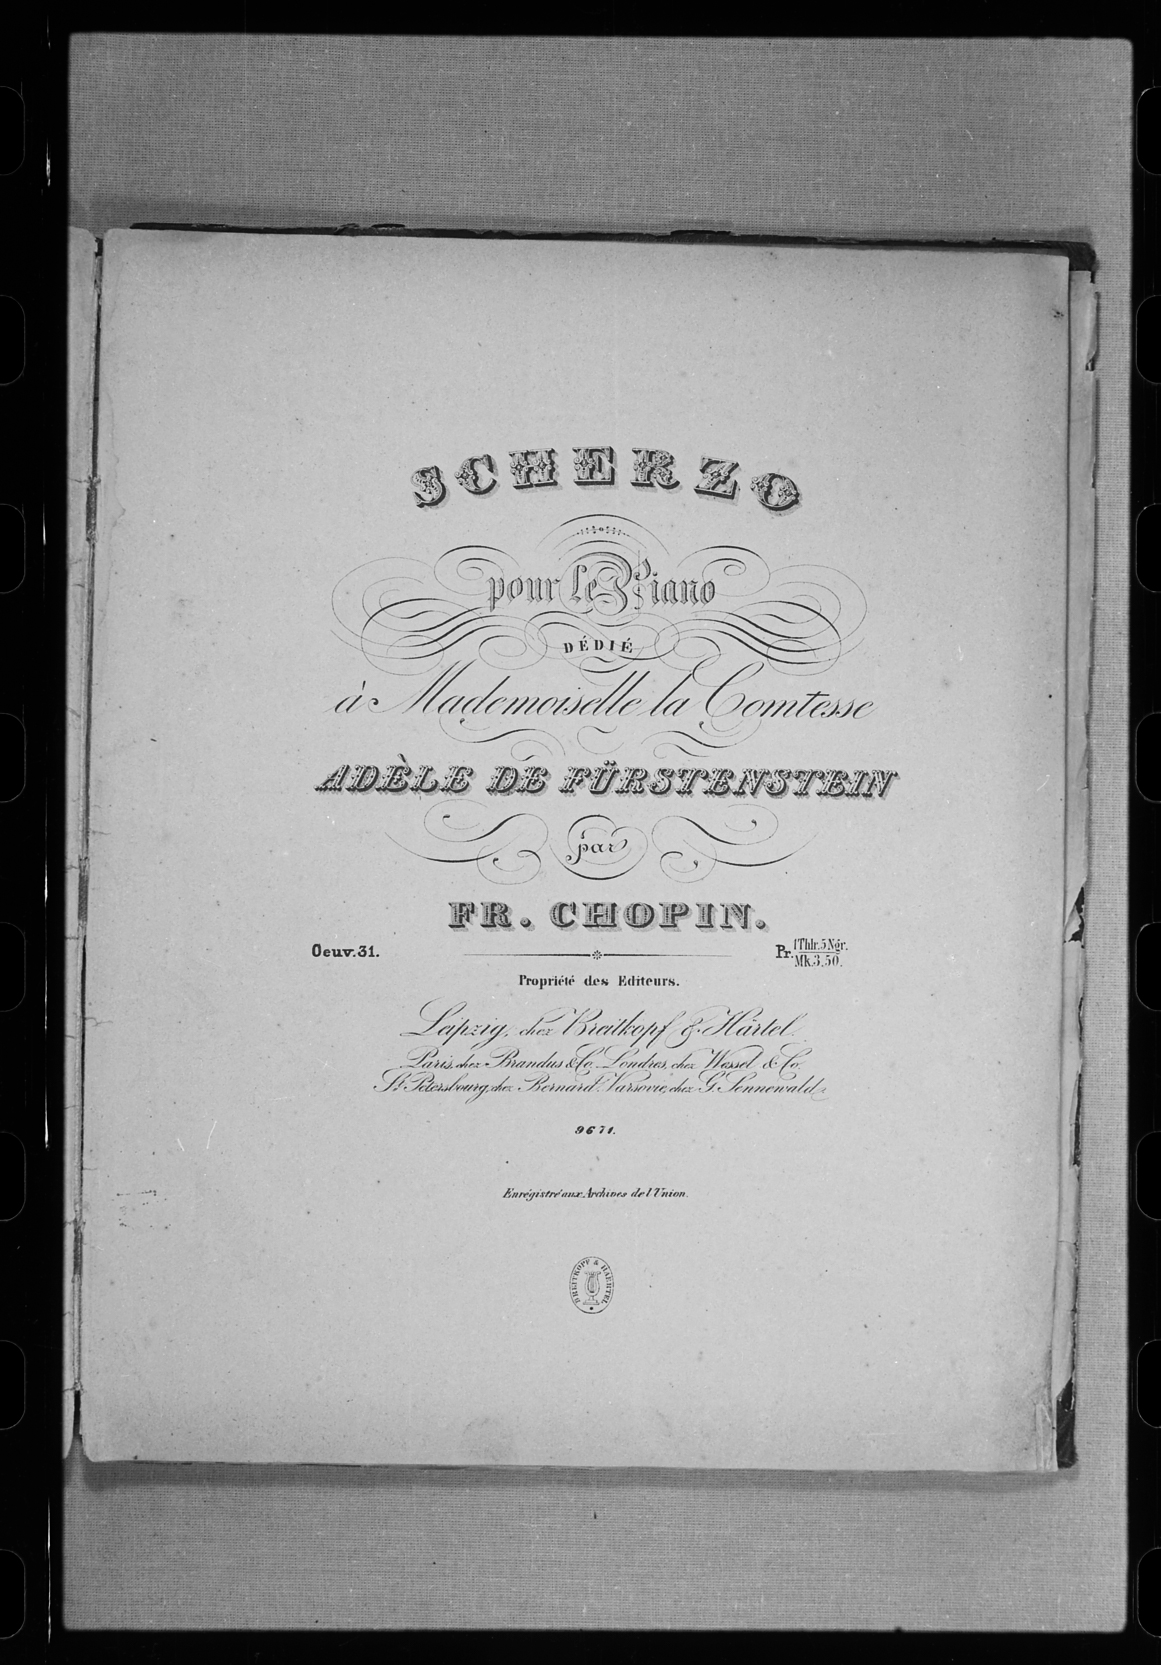 SCHERZO
pour le Piano
DÉDIÉ
à Mademoiselle la Comtesse
ADÈLE DE FÜRSTENSTEIN
par
FR. CHOPIN.
Oeuv. 31.
Pr. 1 Thlr. 5 Ngr.
Mk. 3. 50.
Propriété des Editeurs.
Leipzig, chez Breitkopf & Härtel.
Paris, chez Brandus & Co. Londres, chez Wessel & Co.
St. Petersbourg, chez Bernard. Varsovie, chez G. Sennewald.
9671.
Enrégistré aux Archives de l'Union.
BREITKOPF & HAERTEL